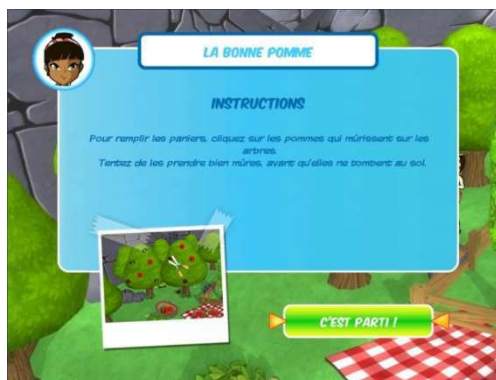 LA BONNE POMME
INSTRUCTIONS
Pour remplir les paniers, cliquez sur les pommes qui mûrissent sur les
arbres.
Tentez de les prendre bien mûres, avant qu'elles ne tombent au sol.
C'EST PARTI !